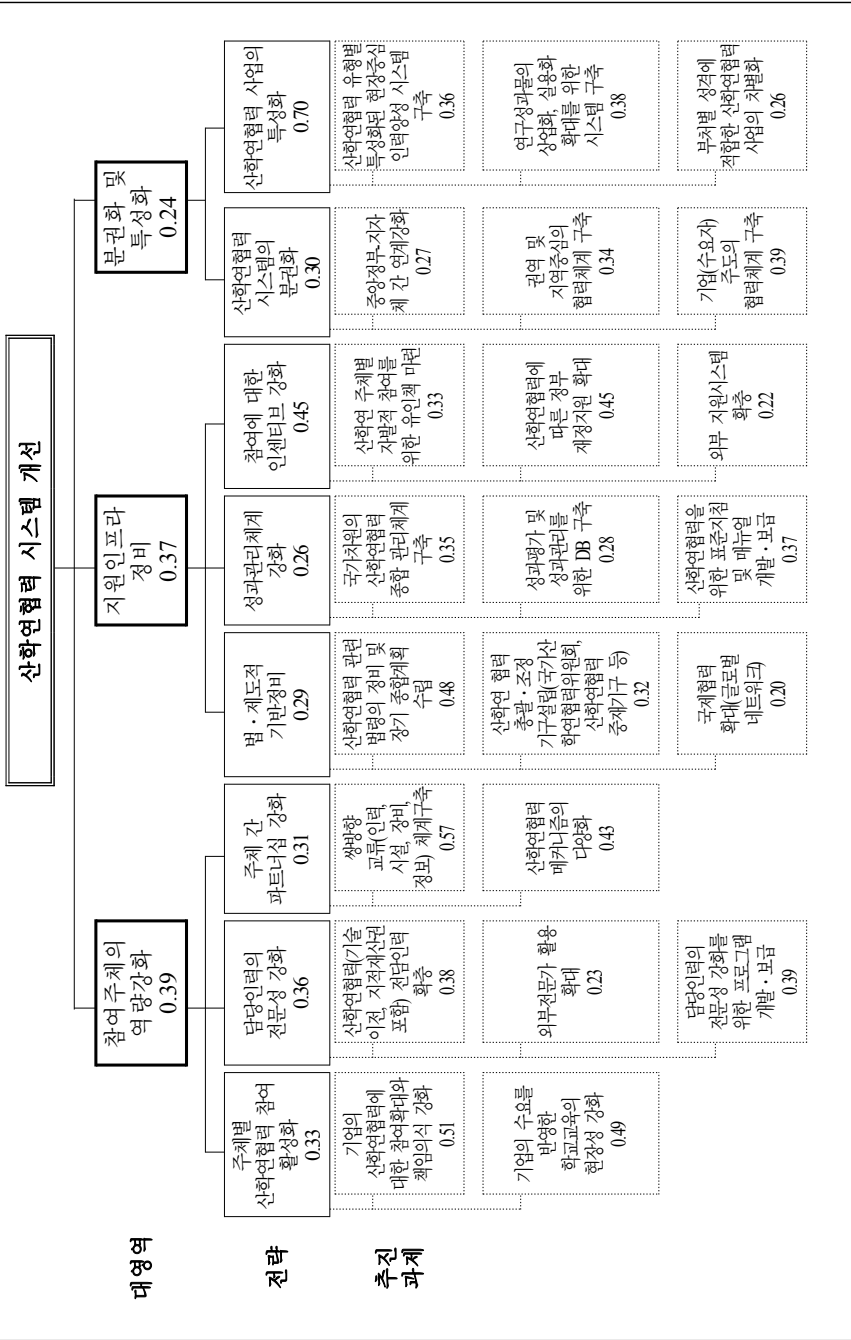 산학연협력 시스템 개선
대영역
참여주체의
역량강화
0.39
지원인프라
정비
0.37
분권화 및
특성화
0.24
전략
주체별
산학연협력 참여
활성화
0.33
담당인력의
전문성 강화
0.36
주체 간
파트너십 강화
0.31
법・제도적
기반정비
0.29
성과관리체계
강화
0.26
참여에 대한
인센티브 강화
0.45
산학연협력
시스템의
분권화
0.30
산학연협력 사업의
특성화
0.70
추진
과제
기업의
산학연협력에
대한 참여확대와
책임의식 강화
0.51
산학연협력(기술
이전, 지적재산권
포함) 전담인력
확충
0.38
쌍방향
교류(인력,
시설, 장비,
정보) 체계구축
0.57
산학연협력 관련
법령의 정비 및
장기 종합계획
수립
0.48
국가차원의
산학연협력
종합 관리체계
구축
0.35
산학연 주체별
자발적 참여를
위한 유인책 마련
0.33
중앙정부-지자
체 간 연계강화
0.27
산학연협력 유형별
특성화된 현장중심
인력양성 시스템
구축
0.36
기업의 수요를
반영한
학교교육의
현장성 강화
0.49
외부전문가 활용
확대
0.23
산학연협력
메커니즘의
다양화
0.43
산학연 협력
총괄・조정
기구설립(국가산
학연협력위원회,
산학연협력
중재기구 등)
0.32
성과평가 및
성과관리를
위한 DB 구축
0.28
산학연협력에
따른 정부
재정지원 확대
0.45
권역 및
지역중심의
협력체계 구축
0.34
연구성과물의
상업화, 실용화
확대를 위한
시스템 구축
0.38
담당인력의
전문성 강화를
위한 프로그램
개발・보급
0.39
국제협력
확대(글로벌
네트워크)
0.20
산학연협력을
위한 표준지침
및 매뉴얼
개발・보급
0.37
외부 지원시스템
확충
0.22
기업(수요자)
주도의
협력체계 구축
0.39
부처별 성격에
적합한 산학연협력
사업의 차별화
0.26